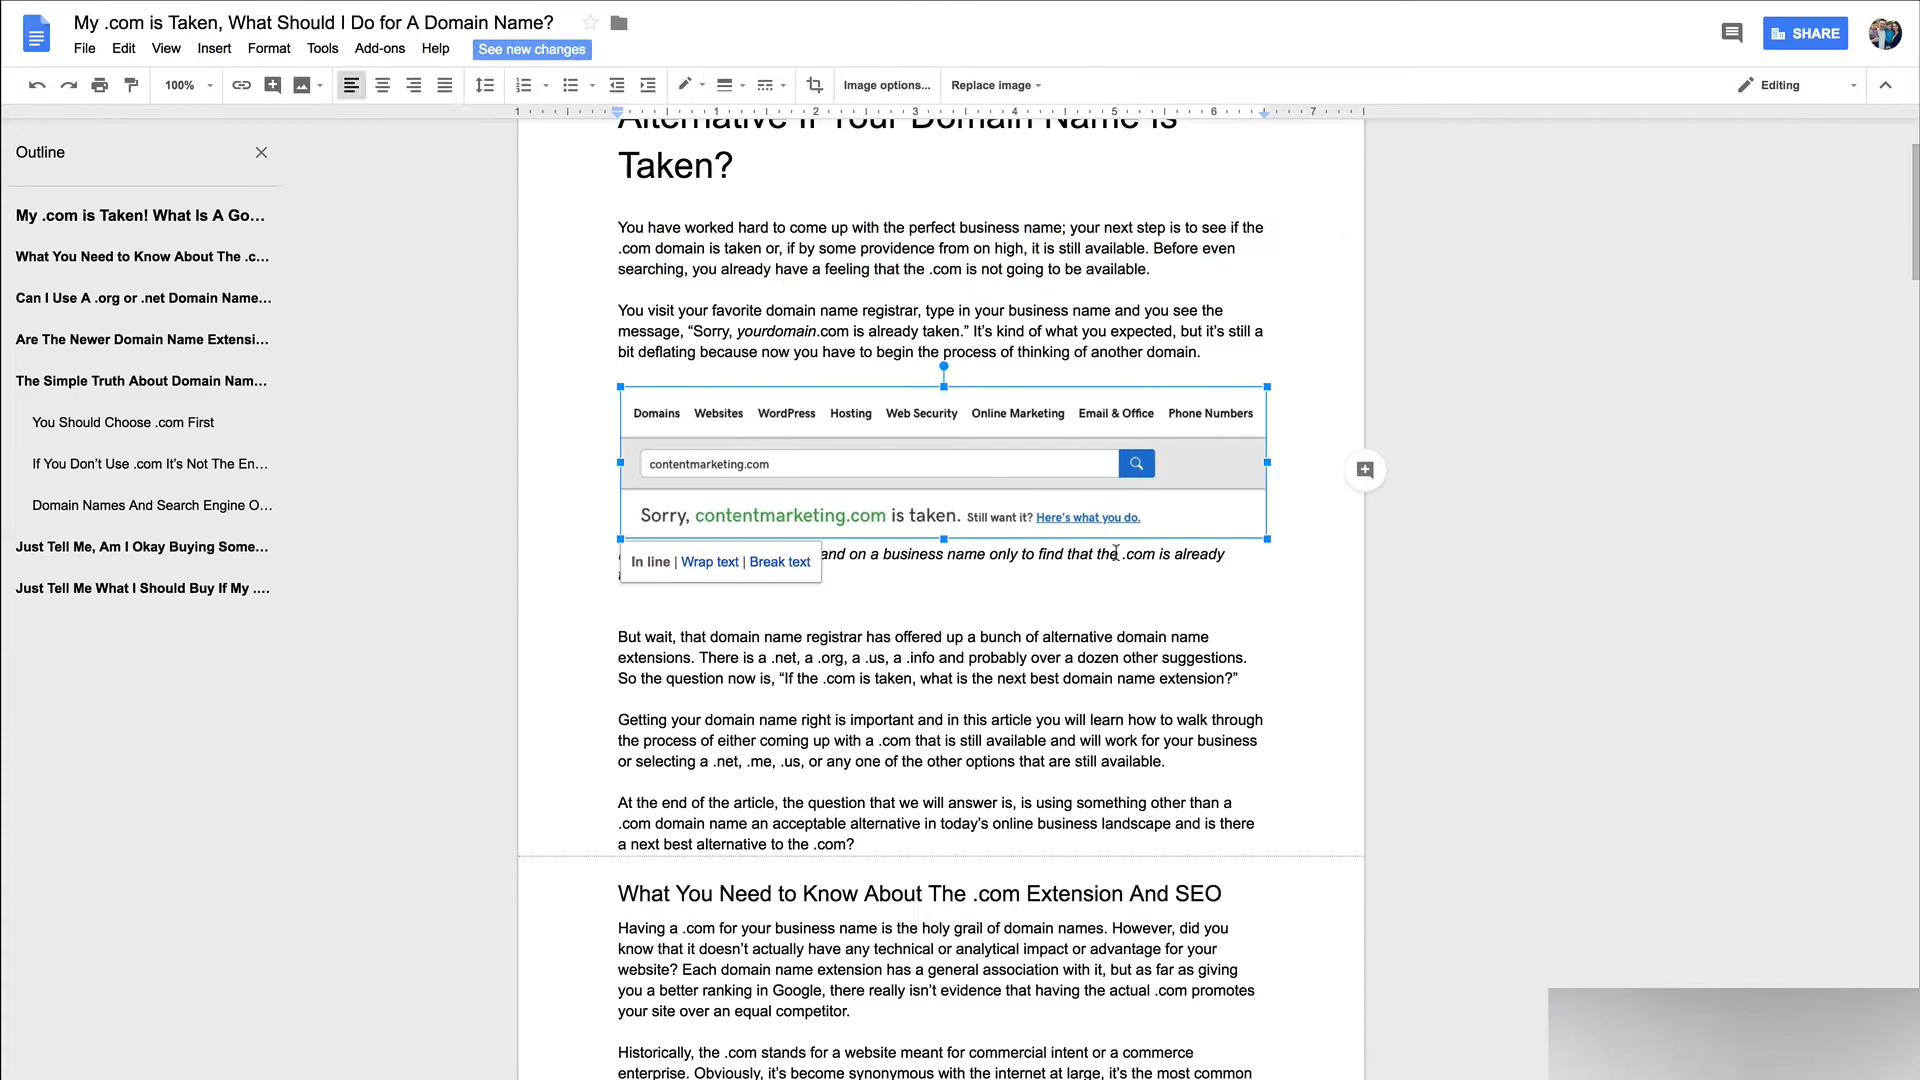 My .com is Taken, What Should I Do for A Domain Name?
File Edit View Insert Format Tools Add-ons Help See new changes
SHARE
100% Image options... Replace image Editing
1 1 2 3 4 5 6 7
Outline
My .com is Taken! What Is A Go...
What You Need to Know About The .c...
Can I Use A .org or .net Domain Name...
Are The Newer Domain Name Extensi...
The Simple Truth About Domain Nam...
You Should Choose .com First
If You Don't Use .com It's Not The En...
Domain Names And Search Engine O...
Just Tell Me, Am I Okay Buying Some...
Just Tell Me What I Should Buy If My ....
Alternative If Your Domain Name Is
Taken?
You have worked hard to come up with the perfect business name; your next step is to see if the
.com domain is taken or, if by some providence from on high, it is still available. Before even
searching, you already have a feeling that the .com is not going to be available.
You visit your favorite domain name registrar, type in your business name and you see the
message, “Sorry, yourdomain.com is already taken.” It’s kind of what you expected, but it’s still a
bit deflating because now you have to begin the process of thinking of another domain.
Domains Websites WordPress Hosting Web Security Online Marketing Email & Office Phone Numbers
contentmarketing.com
Sorry, contentmarketing.com is taken. Still want it? Here's what you do.
and on a business name only to find that the .com is already
In line | Wrap text | Break text
But wait, that domain name registrar has offered up a bunch of alternative domain name
extensions. There is a .net, a .org, a .us, a .info and probably over a dozen other suggestions.
So the question now is, “If the .com is taken, what is the next best domain name extension?”
Getting your domain name right is important and in this article you will learn how to walk through
the process of either coming up with a .com that is still available and will work for your business
or selecting a .net, .me, .us, or any one of the other options that are still available.
At the end of the article, the question that we will answer is, is using something other than a
.com domain name an acceptable alternative in today’s online business landscape and is there
a next best alternative to the .com?
What You Need to Know About The .com Extension And SEO
Having a .com for your business name is the holy grail of domain names. However, did you
know that it doesn’t actually have any technical or analytical impact or advantage for your
website? Each domain name extension has a general association with it, but as far as giving
you a better ranking in Google, there really isn’t evidence that having the actual .com promotes
your site over an equal competitor.
Historically, the .com stands for a website meant for commercial intent or a commerce
enterprise. Obviously, it’s become synonymous with the internet at large, it’s the most common